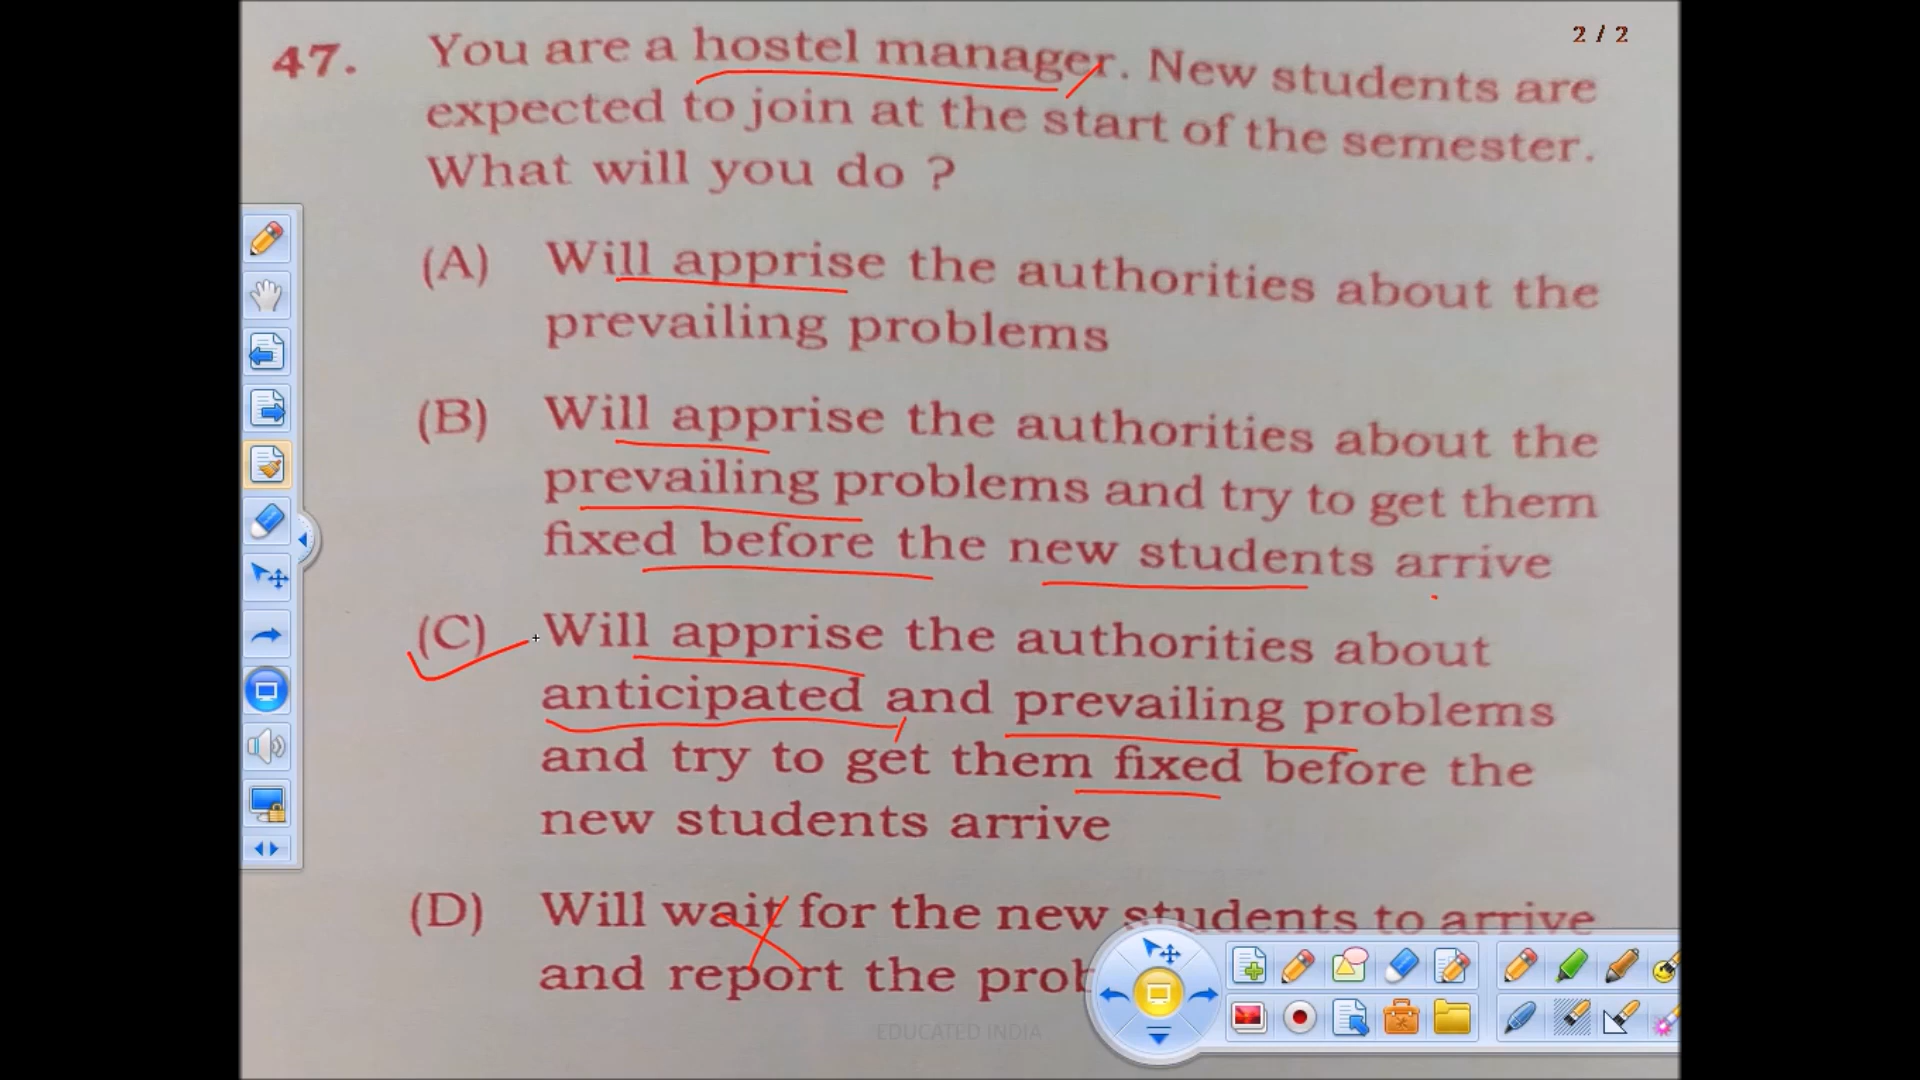 2 / 2
47. You are a hostel manager. New students are
expected to join at the start of the semester.
What will you do ?
(A) Will apprise the authorities about the
prevailing problems
(B) Will apprise the authorities about the
prevailing problems and try to get them
fixed before the new students arrive
(C) Will apprise the authorities about
anticipated and prevailing problems
and try to get them fixed before the
new students arrive
(D) Will wait for the new students to arrive
and report the
EDUCATED INDIA